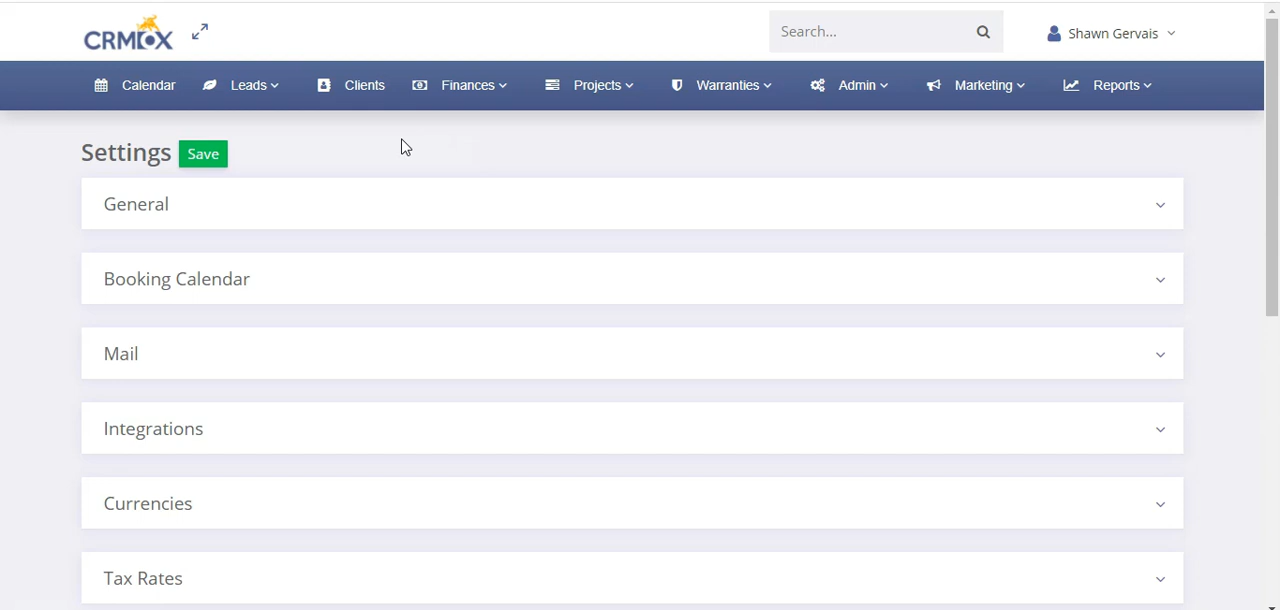 CRMOX
Search...
Shawn Gervais
Calendar Leads Clients Finances Projects Warranties Admin Marketing Reports
Settings Save
General
Booking Calendar
Mail
Integrations
Currencies
Tax Rates